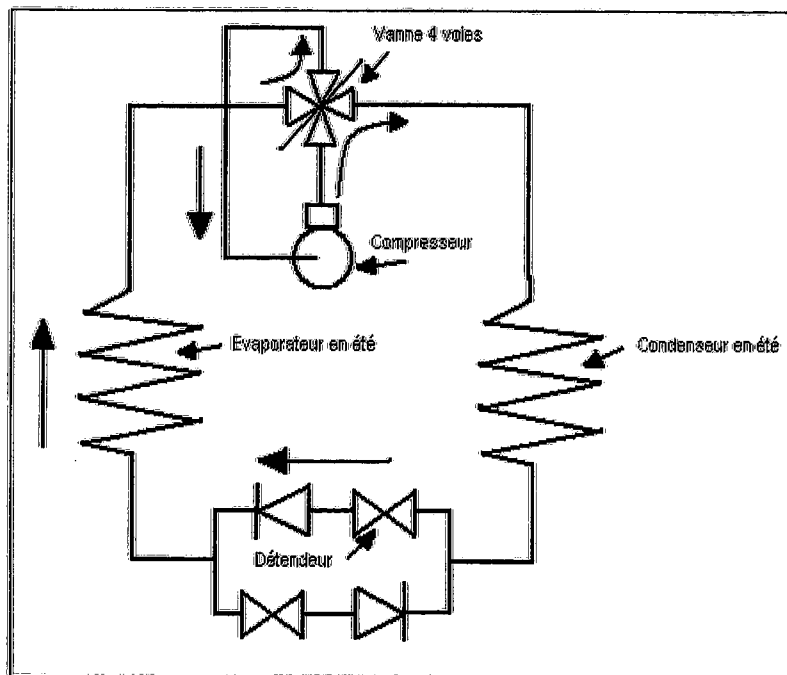 Vanne 4 voies
Compresseur
Evaporateur en été
Condenseur en été
Détendeur